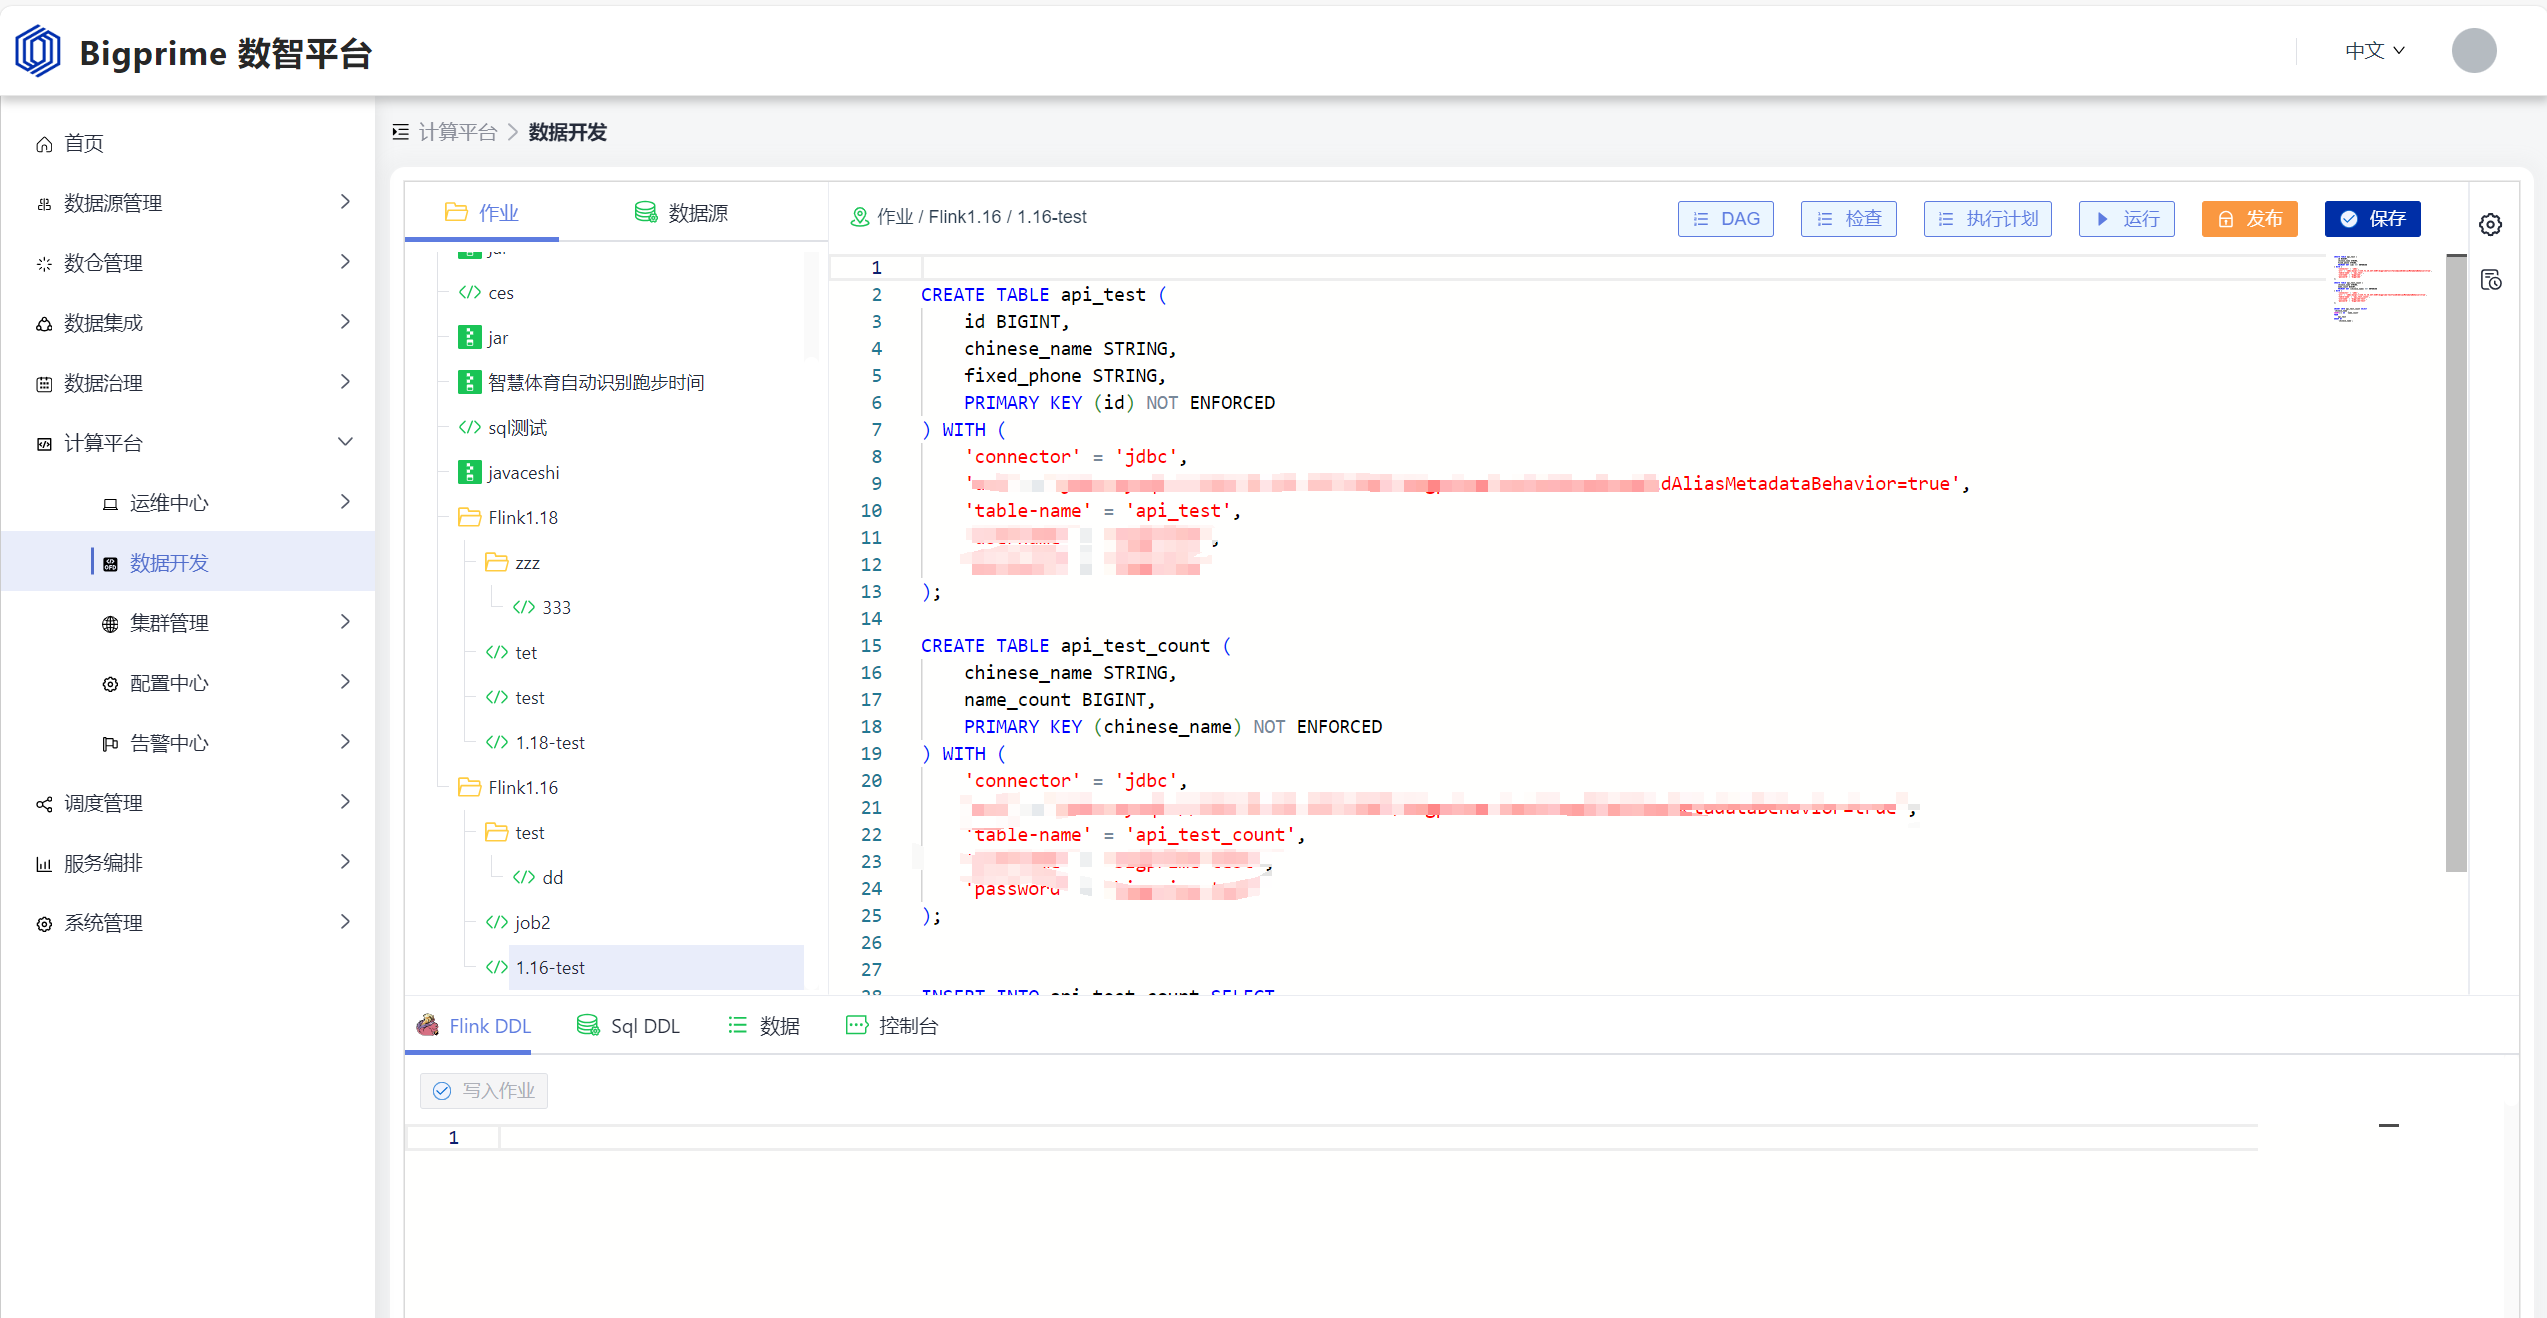 Bigprime 数智平台
中文
首页
数据源管理
数仓管理
数据集成
数据治理
计算平台
运维中心
数据开发
集群管理
配置中心
告警中心
调度管理
服务编排
系统管理
计算平台 > 数据开发
作业
数据源
jar
ces
jar
智慧体育自动识别跑步时间
sql测试
javaceshi
Flink1.18
zzz
333
tet
test
1.18-test
Flink1.16
test
dd
job2
1.16-test
作业 / Flink1.16 / 1.16-test
DAG
检查
执行计划
运行
发布
保存
1
2 CREATE TABLE api_test (
3 id BIGINT,
4 chinese_name STRING,
5 fixed_phone STRING,
6 PRIMARY KEY (id) NOT ENFORCED
7 ) WITH (
8 'connector' = 'jdbc',
9 dAliasMetadataBehavior=true',
10 'table-name' = 'api_test',
11 ,
12
13 );
14
15 CREATE TABLE api_test_count (
16 chinese_name STRING,
17 name_count BIGINT,
18 PRIMARY KEY (chinese_name) NOT ENFORCED
19 ) WITH (
20 'connector' = 'jdbc',
21 tadataBehavior=true ,
22 'table-name' = 'api_test_count',
23 ,
24 'password
25 );
26
27
28 INSERT INTO api_test_count SELECT
Flink DDL
Sql DDL
数据
控制台
写入作业
1